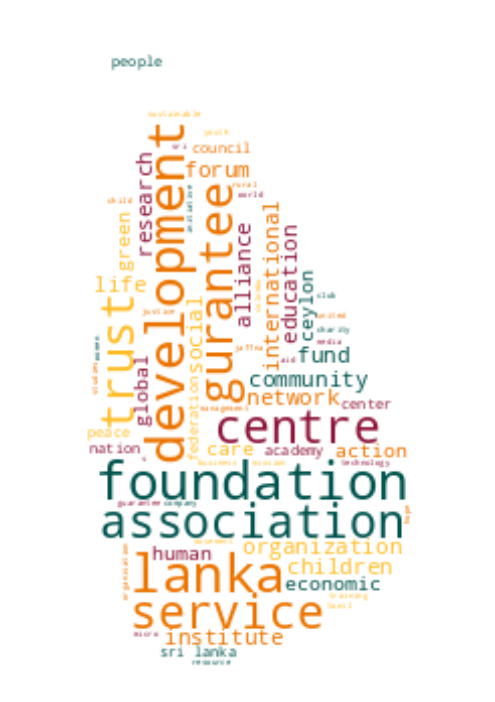 people
sustainable
youth
sri
council
forum
development
research
rural
world
child
gurantee
green
international
alliance
education
life
ceylon
club
trust
social
justice
united
charity
media
jaffna
fund
aid
global
community
network
center
federation
management
centre
peace
nation
care
academy
action
technology
foundation
guarantee
company
association
organization
human
children
lanka
economic
training
tamil
service
micro
institute
sri lanka
resource